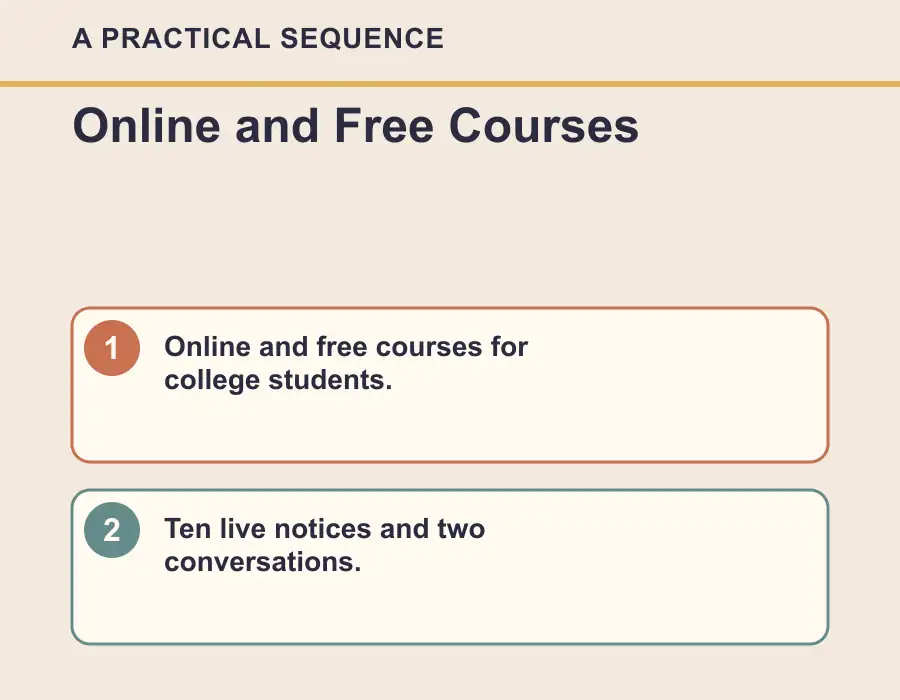 A PRACTICAL SEQUENCE
Online and Free Courses
1
Online and free courses for
college students.
2
Ten live notices and two
conversations.